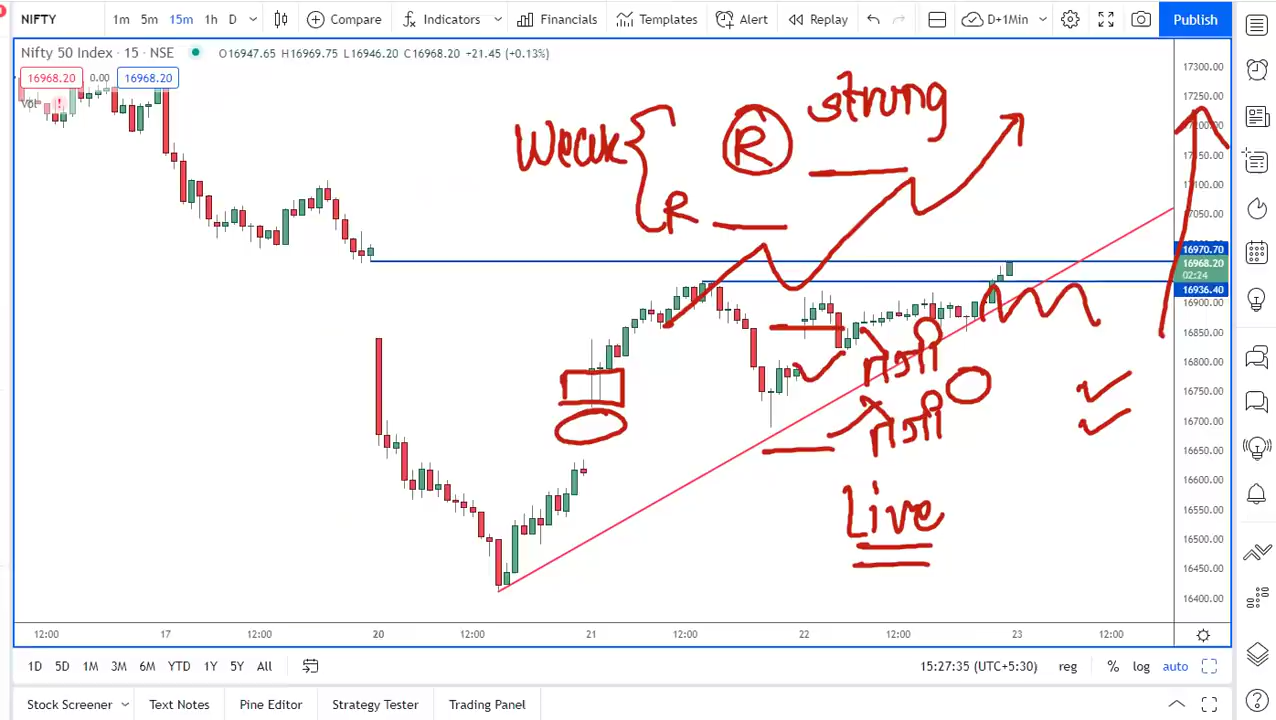 NIFTY 1m 5m 15m 1h D Compare Indicators Financials Templates Alert Replay D+1Min Publish
Nifty 50 Index · 15 · NSE O16947.65 H16969.75 L16946.20 C16968.20 +21.45 (+0.13%)
16968.20 0.00 16968.20
Vol
Weak
R
strong
R
Live
17300.00
17250.00
17200.00
17150.00
17100.00
17050.00
16970.70
16968.20
02:24
16936.40
16900.00
16850.00
16800.00
16750.00
16700.00
16650.00
16600.00
16550.00
16500.00
16450.00
16400.00
12:00 17 12:00 20 12:00 21 12:00 22 12:00 23 12:00
1D 5D 1M 3M 6M YTD 1Y 5Y All 15:27:35 (UTC+5:30) reg % log auto
Stock Screener Text Notes Pine Editor Strategy Tester Trading Panel